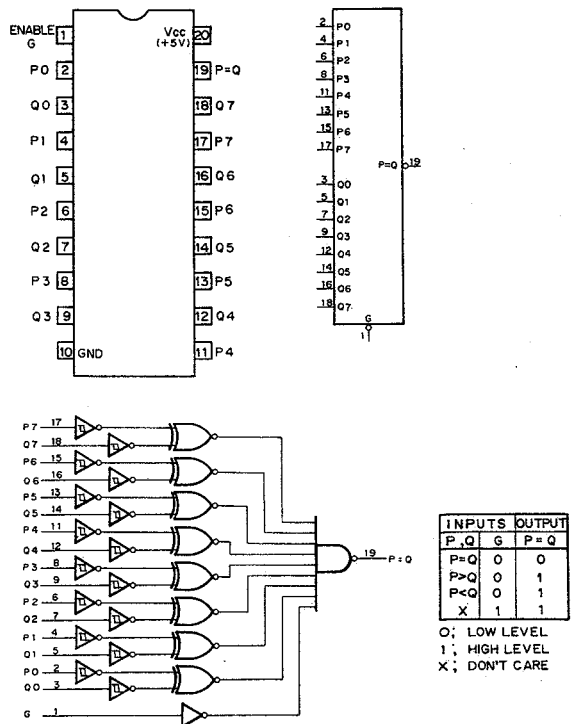 ENABLE G 1 Vcc (+5V) 20
P0 2 19 P=Q
Q0 3 18 Q7
P1 4 17 P7
Q1 5 16 Q6
P2 6 15 P6
Q2 7 14 Q5
P3 8 13 P5
Q3 9 12 Q4
10 GND 11 P4
2 P0
4 P1
6 P2
8 P3
11 P4
13 P5
15 P6
17 P7
P=Q 19
3 Q0
5 Q1
7 Q2
9 Q3
12 Q4
14 Q5
16 Q6
18 Q7
G
1
P7 17
Q7 18
P6 15
Q6 16
P5 13
Q5 14
P4 11
Q4 12
P3 8
Q3 9
P2 6
Q2 7
P1 4
Q1 5
P0 2
Q0 3
G 1
19 P=Q
INPUTS OUTPUT
P,Q G P=Q
P=Q 0 0
P>Q 0 1
P<Q 0 1
X 1 1
O; LOW LEVEL
1; HIGH LEVEL
X; DON'T CARE